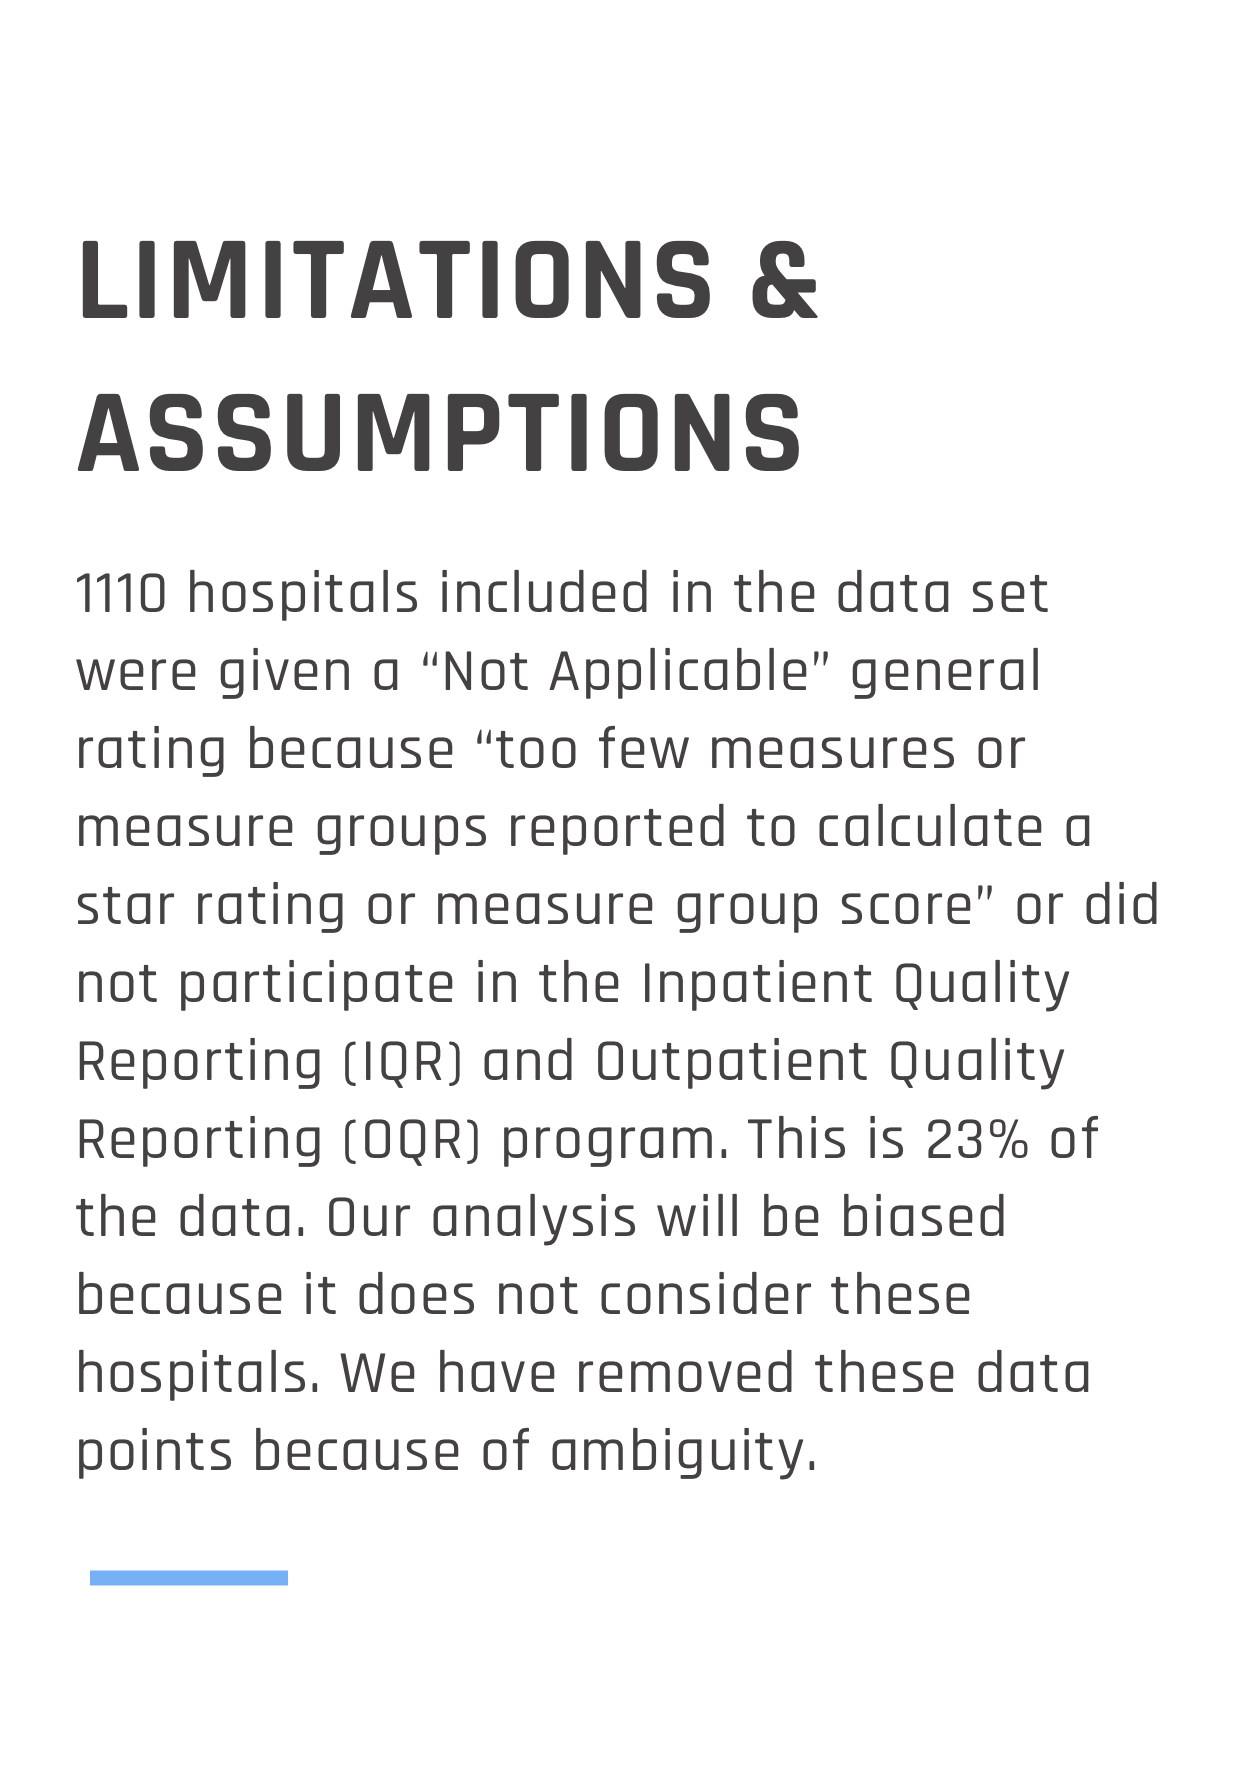 LIMITATIONS &
ASSUMPTIONS
1110 hospitals included in the data set
were given a “Not Applicable” general
rating because “too few measures or
measure groups reported to calculate a
star rating or measure group score” or did
not participate in the Inpatient Quality
Reporting (IQR) and Outpatient Quality
Reporting (OQR) program. This is 23% of
the data. Our analysis will be biased
because it does not consider these
hospitals. We have removed these data
points because of ambiguity.